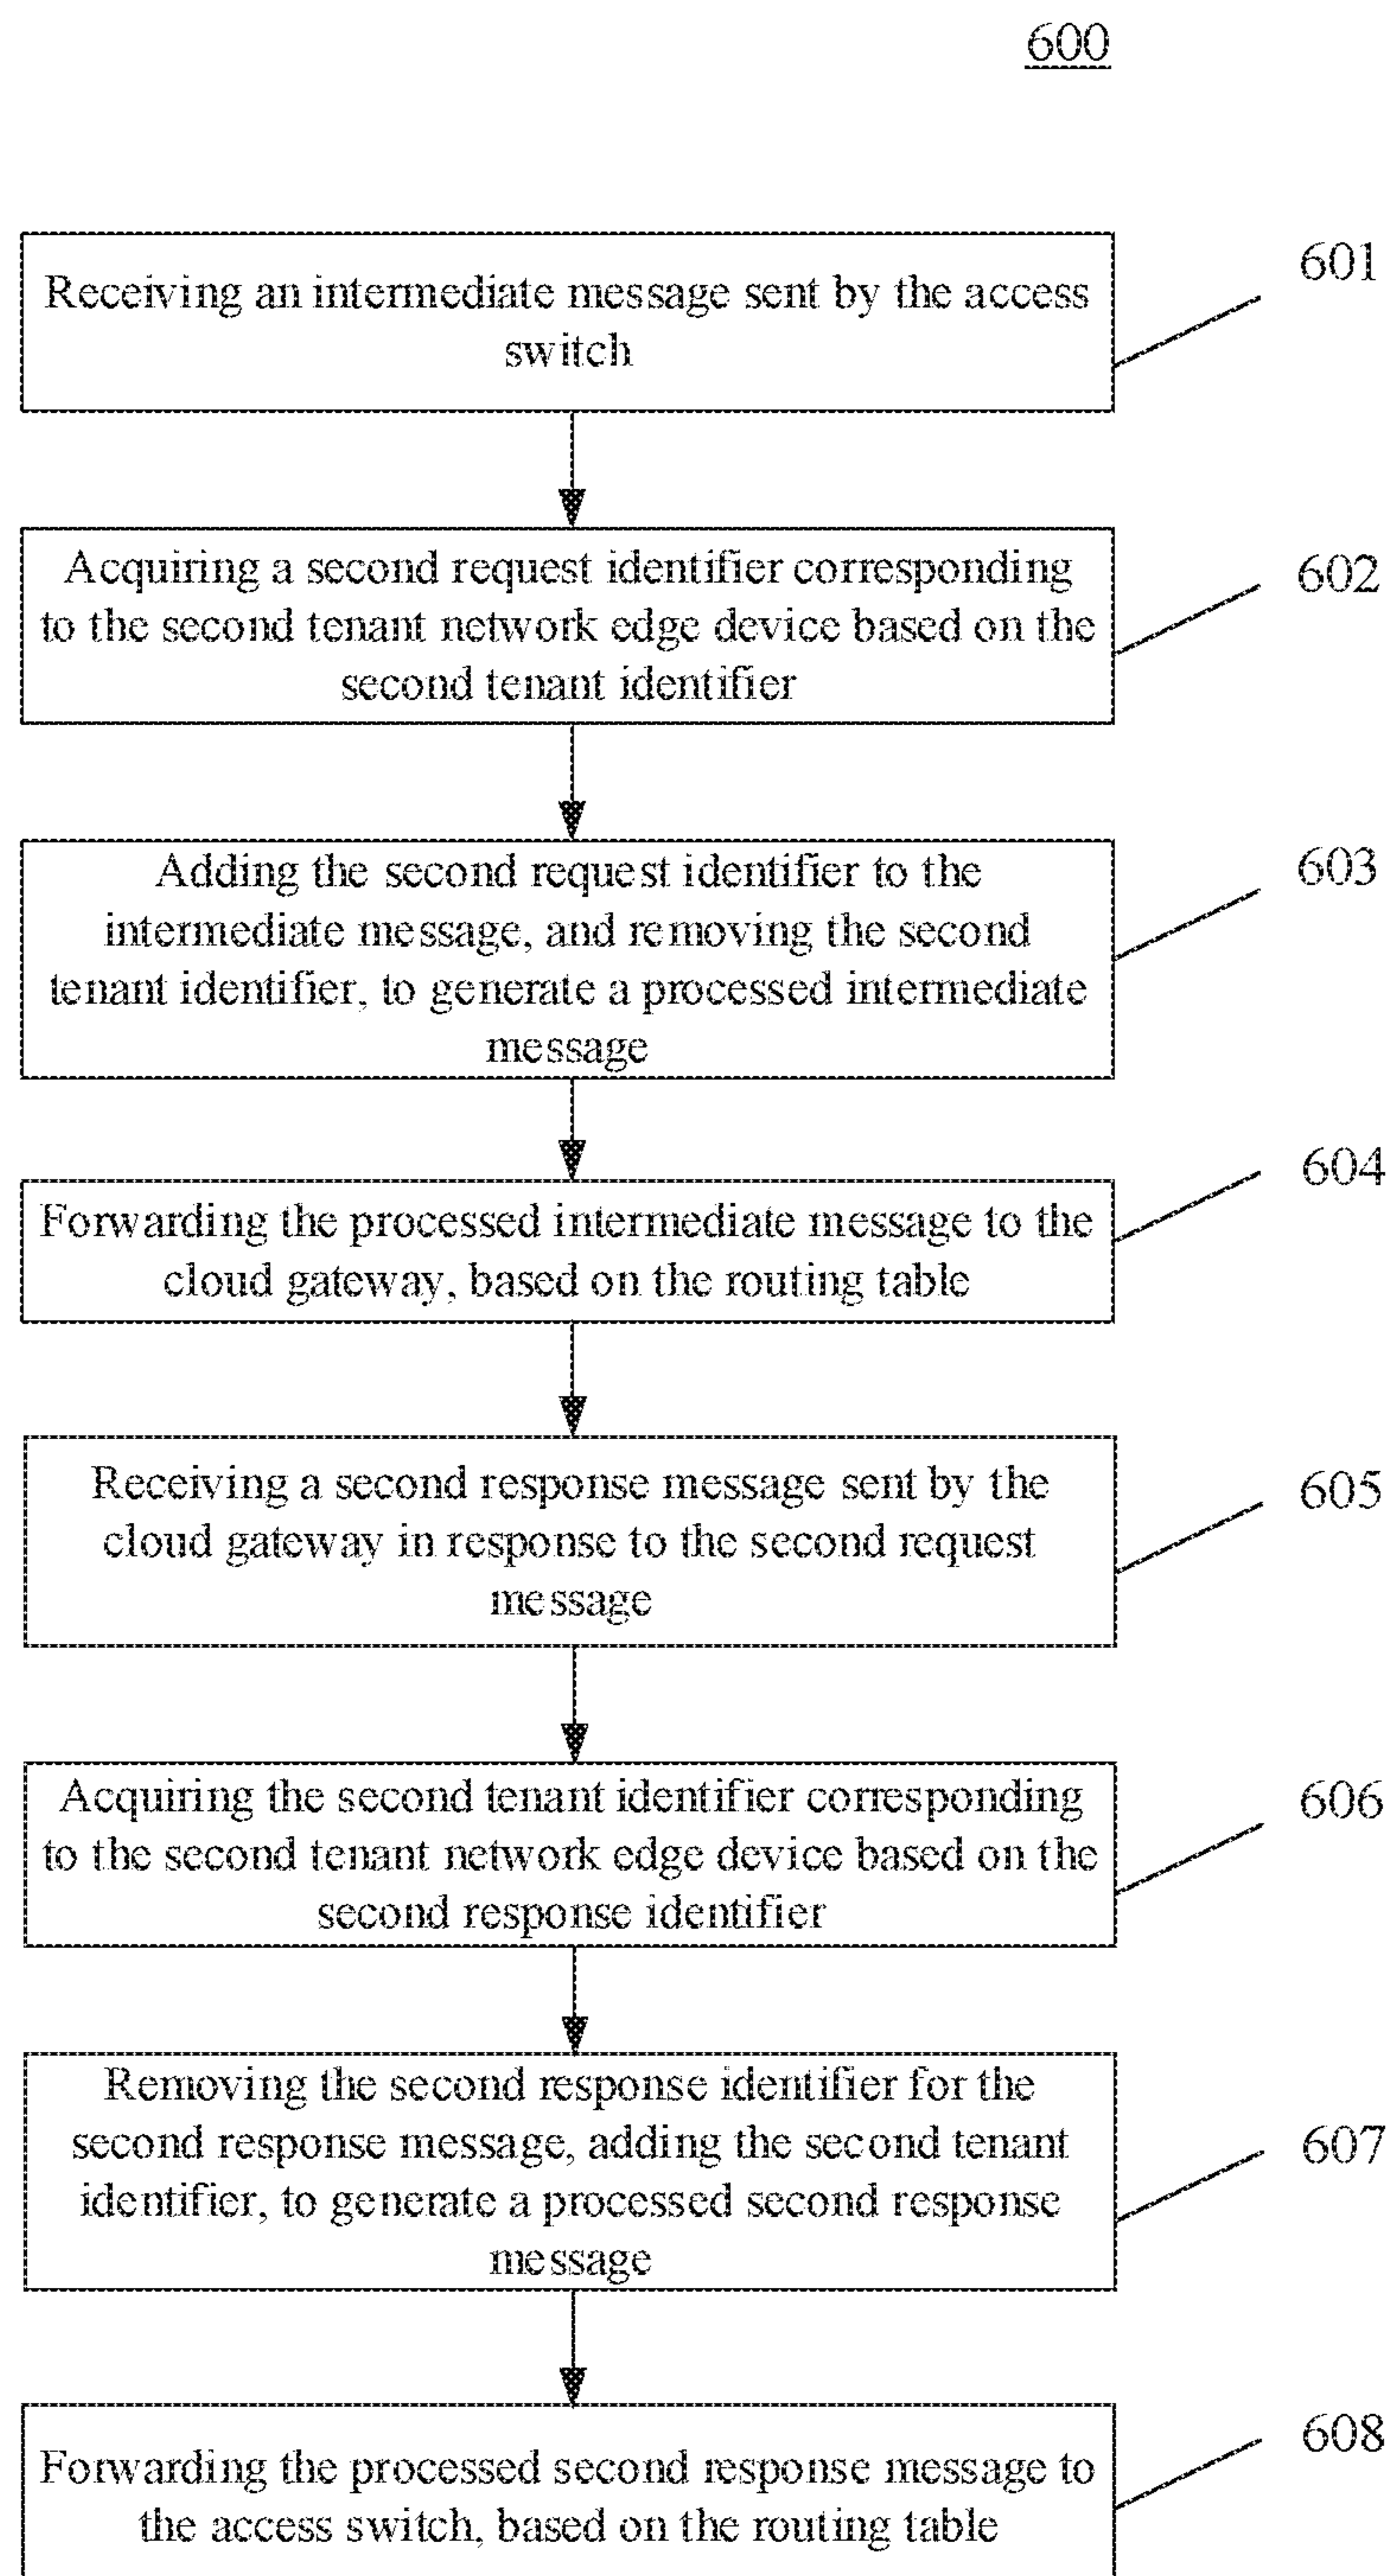 600
Receiving an intermediate message sent by the access
switch
601
Acquiring a second request identifier corresponding
to the second tenant network edge device based on the
second tenant identifier
602
Adding the second request identifier to the
intermediate message, and removing the second
tenant identifier, to generate a processed intermediate
message
603
Forwarding the processed intermediate message to the
cloud gateway, based on the routing table
604
Receiving a second response message sent by the
cloud gateway in response to the second request
message
605
Acquiring the second tenant identifier corresponding
to the second tenant network edge device based on the
second response identifier
606
Removing the second response identifier for the
second response message, adding the second tenant
identifier, to generate a processed second response
message
607
Forwarding the processed second response message to
the access switch, based on the routing table
608